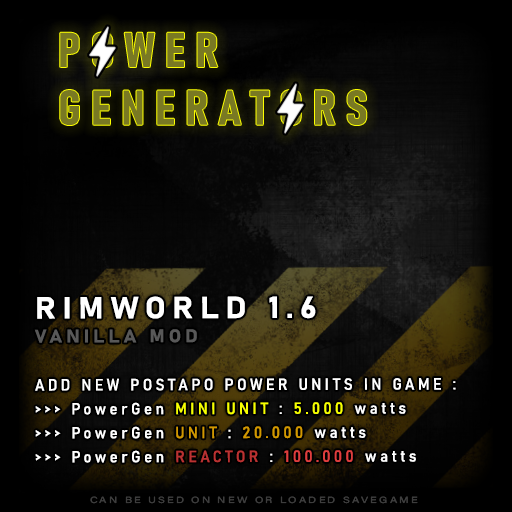 POWER
GENERATORS
RIMWORLD 1.6
VANILLA MOD
ADD NEW POSTAPO POWER UNITS IN GAME :
>>> PowerGen MINI UNIT : 5.000 watts
>>> PowerGen UNIT : 20.000 watts
>>> PowerGen REACTOR : 100.000 watts
CAN BE USED ON NEW OR LOADED SAVEGAME